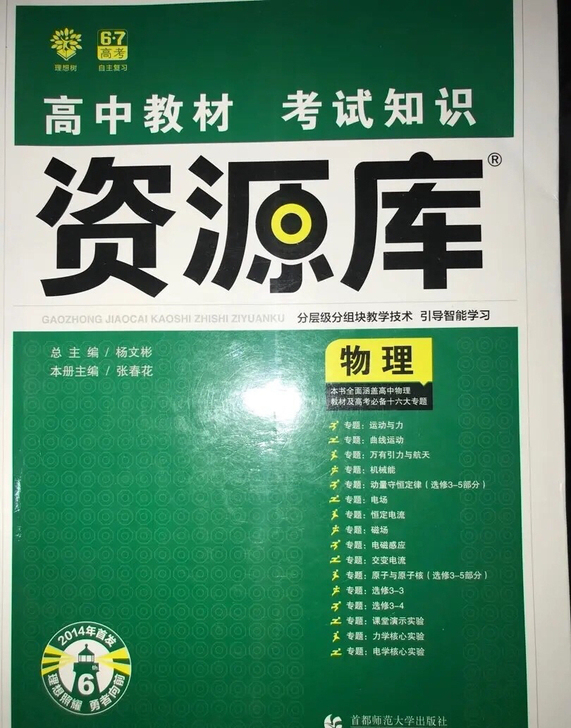 理想树
6·7
高考
自主复习
高中教材 考试知识
资源库®
GAOZHONG JIAOCAI KAOSHI ZHISHI ZIYUANKU 分层级分组块教学技术 引导智能学习
总主编/杨文彬
本册主编/张春花
物理
本书全面涵盖高中物理
教材及高考必备十六大专题
专题：运动与力
专题：曲线运动
专题：万有引力与航天
专题：机械能
专题：动量守恒定律（选修3-5部分）
专题：电场
专题：恒定电流
专题：磁场
专题：电磁感应
专题：交变电流
专题：原子与原子核（选修3-5部分）
专题：选修3-3
专题：选修3-4
专题：课堂演示实验
专题：力学核心实验
专题：电学核心实验
2014年首发
6th
理想照耀 勇者向前
首都师范大学出版社